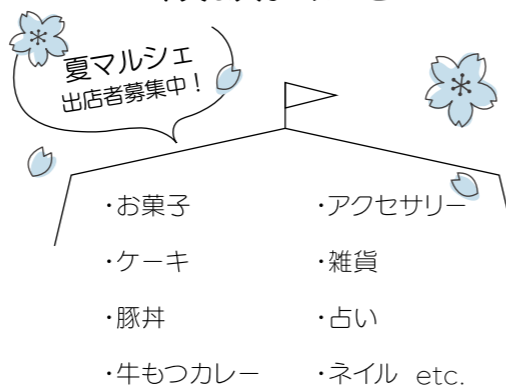 夏マルシェ
出店者募集中！
・お菓子
・アクセサリー
・ケーキ
・雑貨
・豚丼
・占い
・牛もつカレー
・ネイル etc.